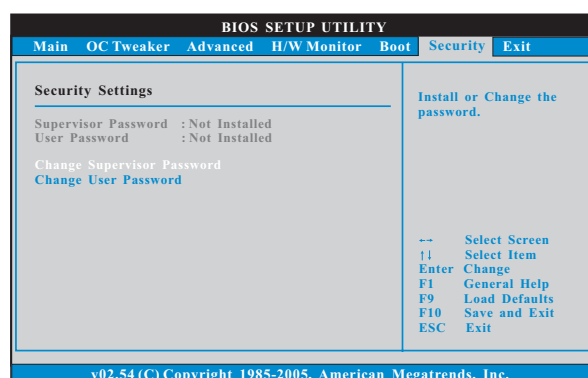 BIOS SETUP UTILITY
Main OC Tweaker Advanced H/W Monitor Boot Security Exit
Security Settings
Supervisor Password : Not Installed
User Password : Not Installed
Change Supervisor Password
Change User Password
Install or Change the
password.
←→ Select Screen
↑↓ Select Item
Enter Change
F1 General Help
F9 Load Defaults
F10 Save and Exit
ESC Exit
v02.54 (C) Copyright 1985-2005, American Megatrends, Inc.